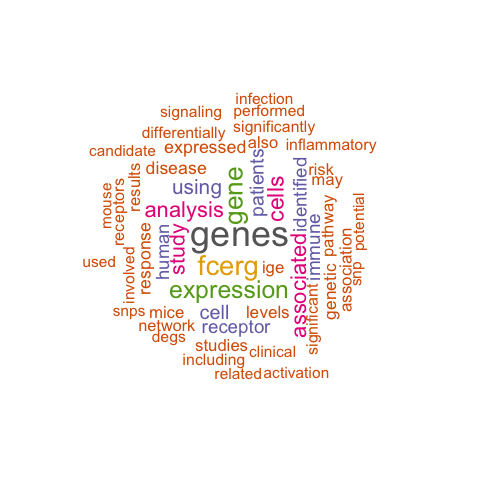 infection
signaling
performed
differentially
significantly
candidate
expressed
also
inflammatory
disease
patients
identified
risk
may
results
receptors
mouse
using
gene
cells
analysis
genes
human
study
response
immune
pathway
potential
used
involved
fcerg
ige
associated
genetic
association
snp
expression
significant
snps
mice
cell
levels
network
receptor
degs
studies
clinical
including
related
activation